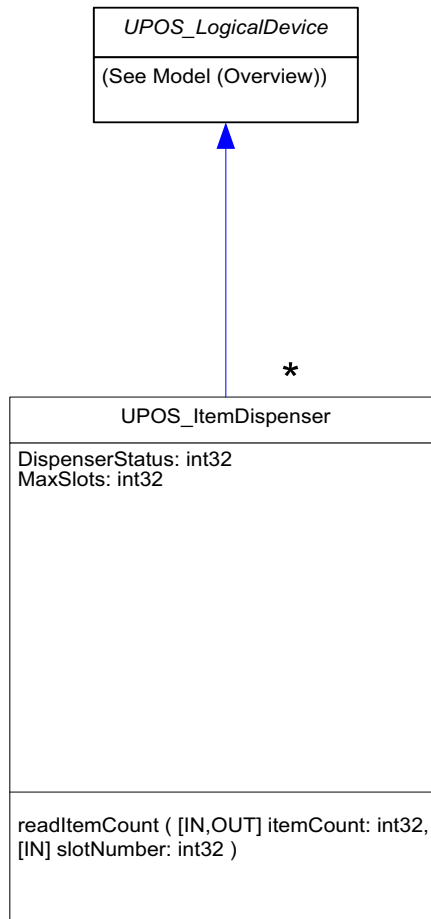 UPOS_LogicalDevice
(See Model (Overview))
*
UPOS_ItemDispenser
DispenserStatus: int32
MaxSlots: int32
readItemCount ( [IN,OUT] itemCount: int32,
[IN] slotNumber: int32 )